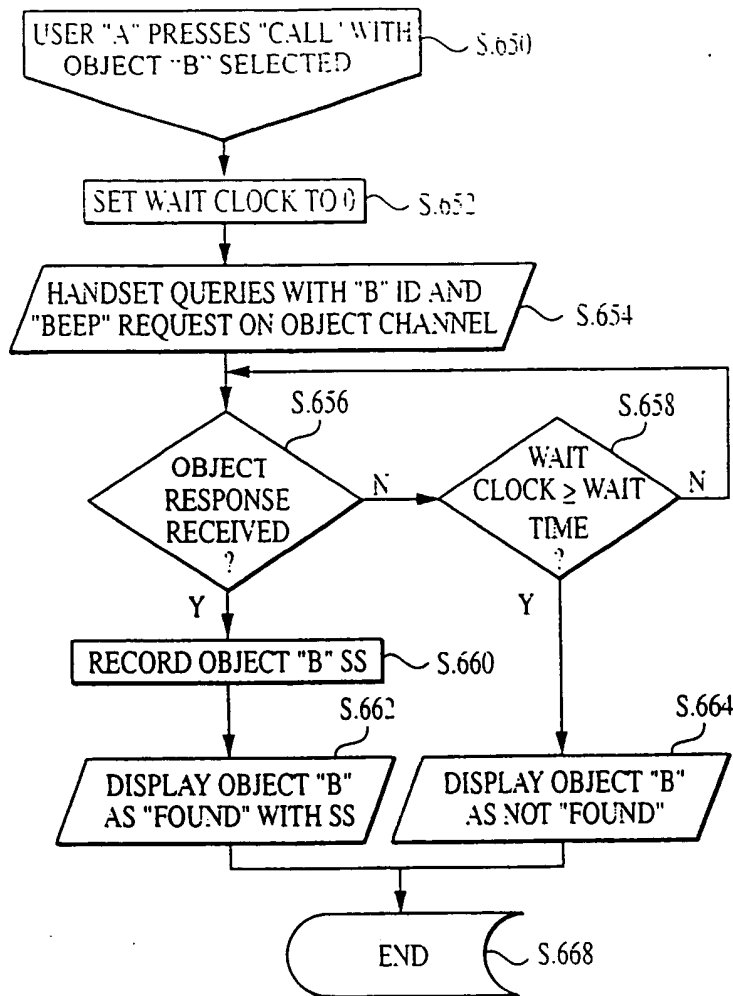 USER "A" PRESSES "CALL" WITH
OBJECT "B" SELECTED
S.650
SET WAIT CLOCK TO 0
S.652
HANDSET QUERIES WITH "B" ID AND
"BEEP" REQUEST ON OBJECT CHANNEL
S.654
S.656
OBJECT
RESPONSE
RECEIVED
?
N
Y
S.658
WAIT
CLOCK ≥ WAIT
TIME
?
N
Y
RECORD OBJECT "B" SS
S.660
S.662
DISPLAY OBJECT "B"
AS "FOUND" WITH SS
S.664
DISPLAY OBJECT "B"
AS NOT "FOUND"
END
S.668